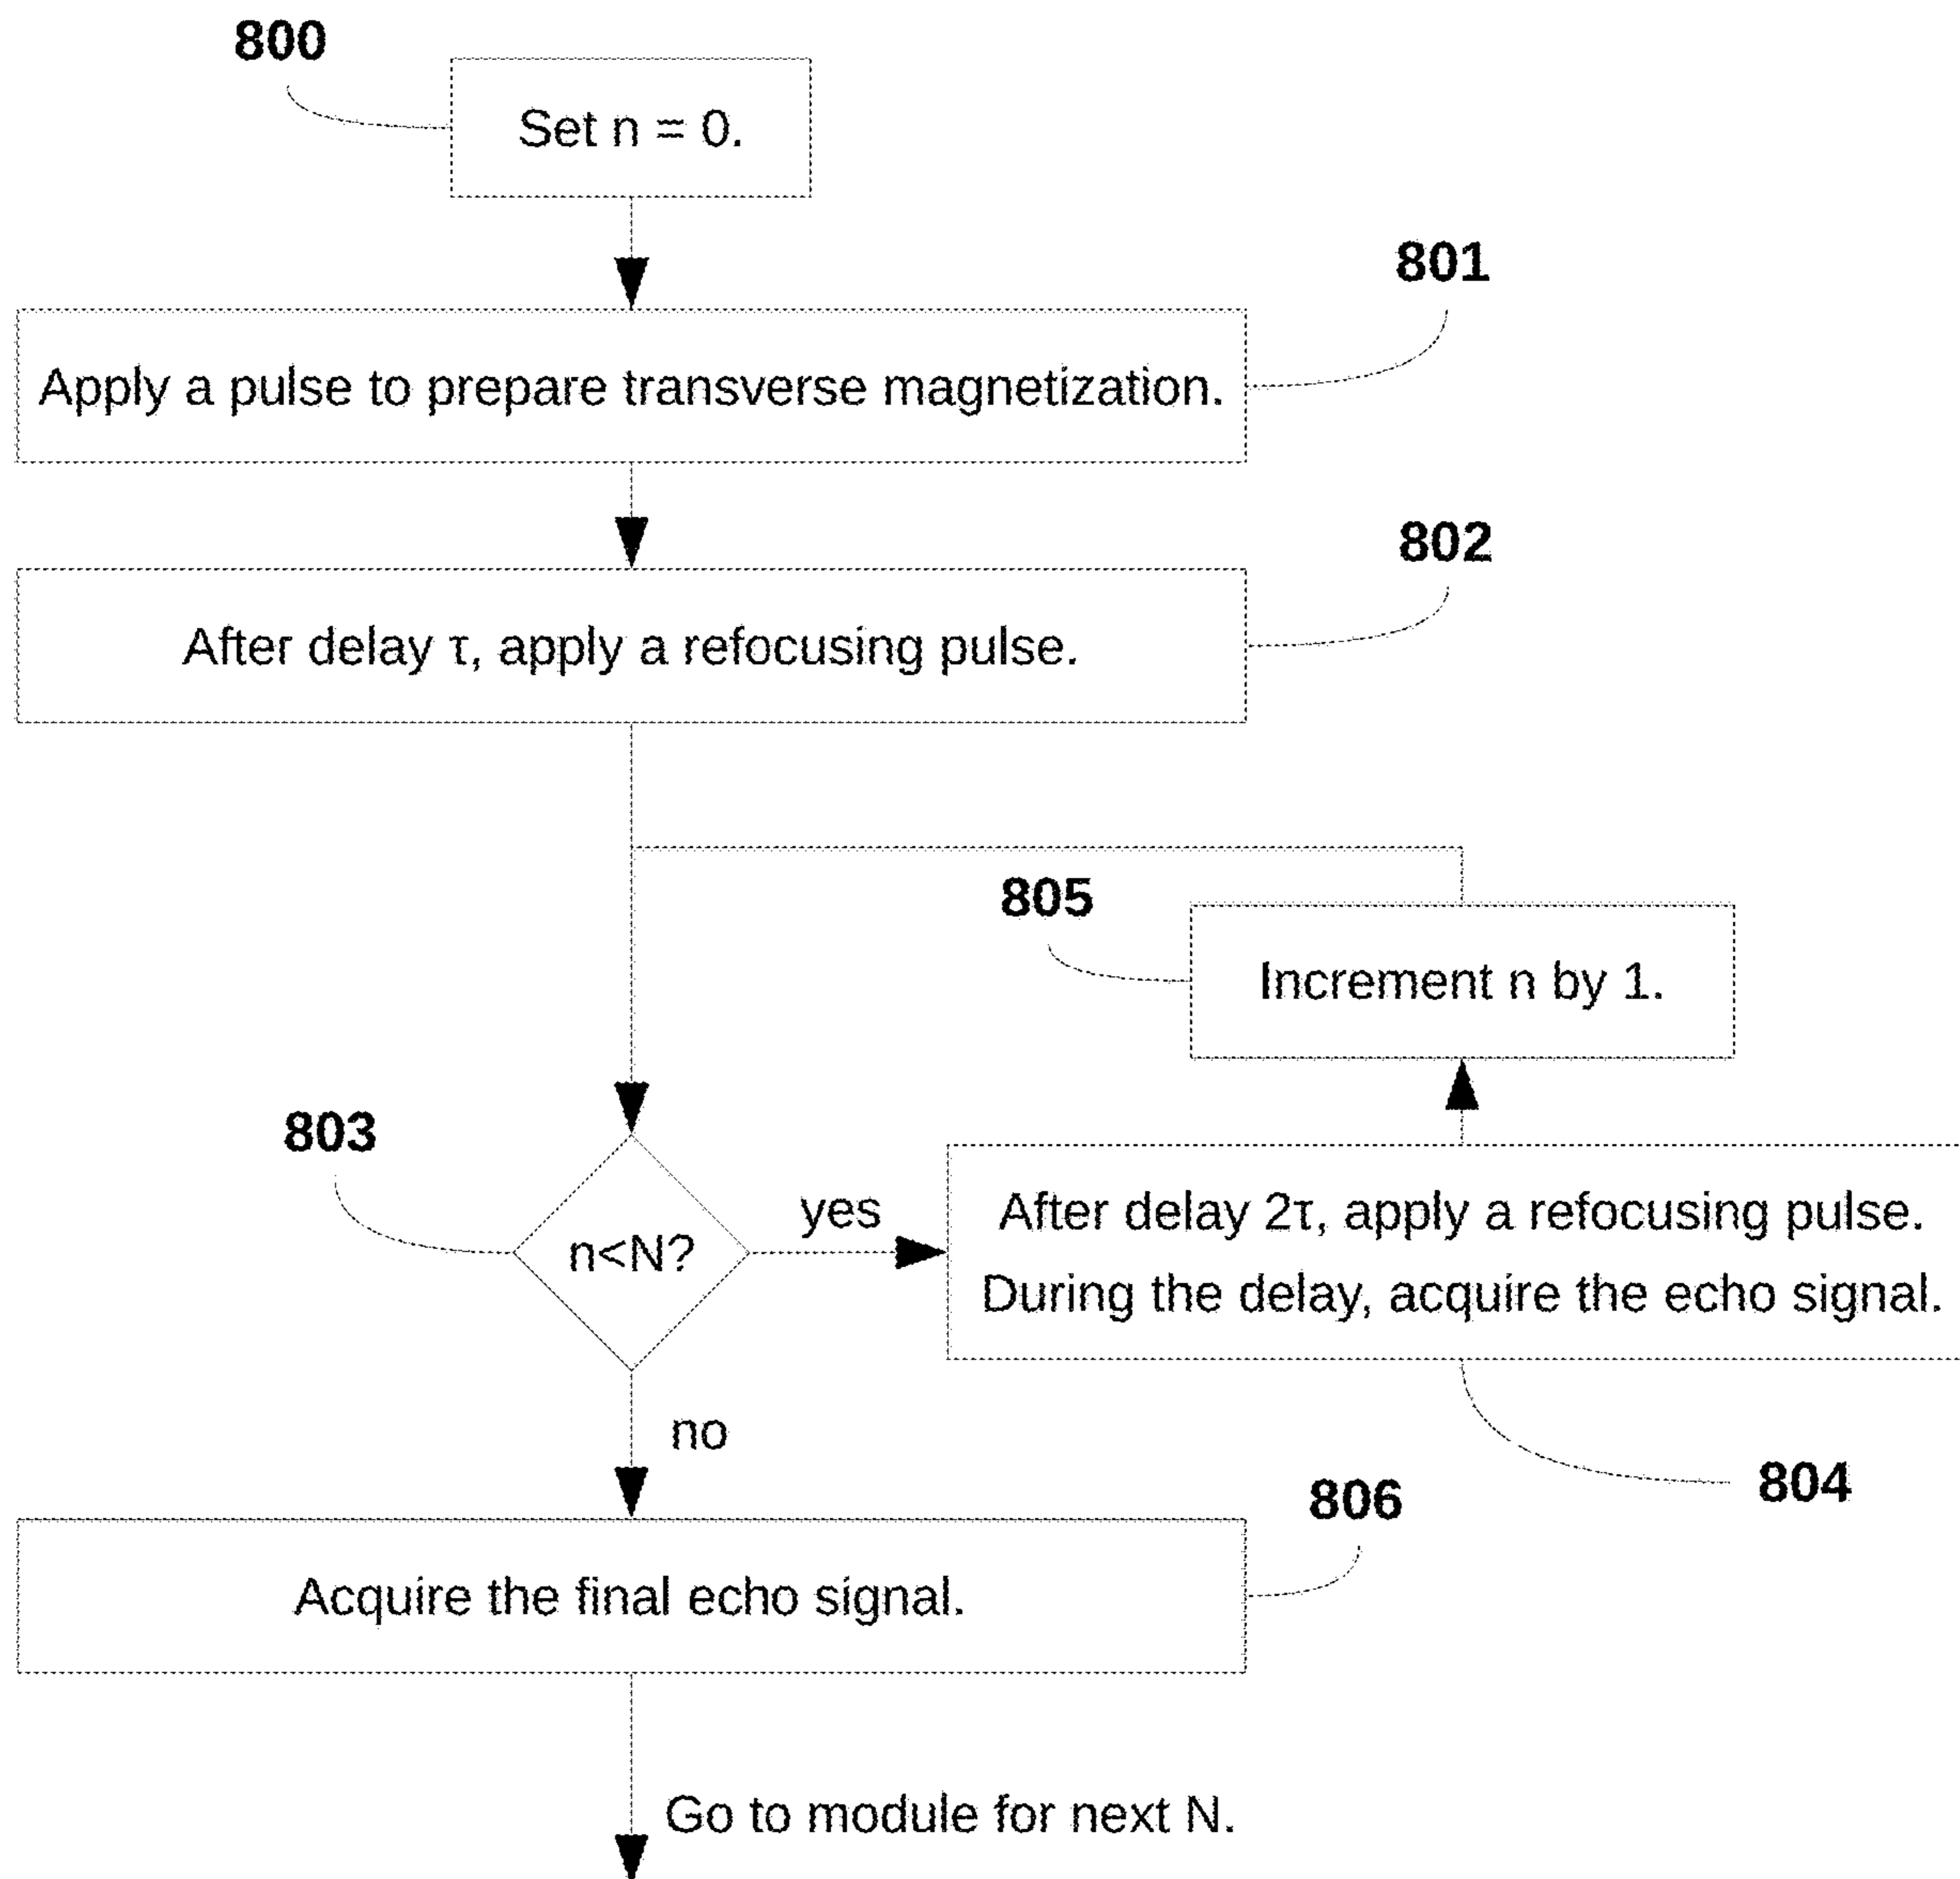 800
Set n = 0.
801
Apply a pulse to prepare transverse magnetization.
802
After delay τ, apply a refocusing pulse.
805
Increment n by 1.
803
n<N?
yes
After delay 2τ, apply a refocusing pulse.
During the delay, acquire the echo signal.
no
804
806
Acquire the final echo signal.
Go to module for next N.